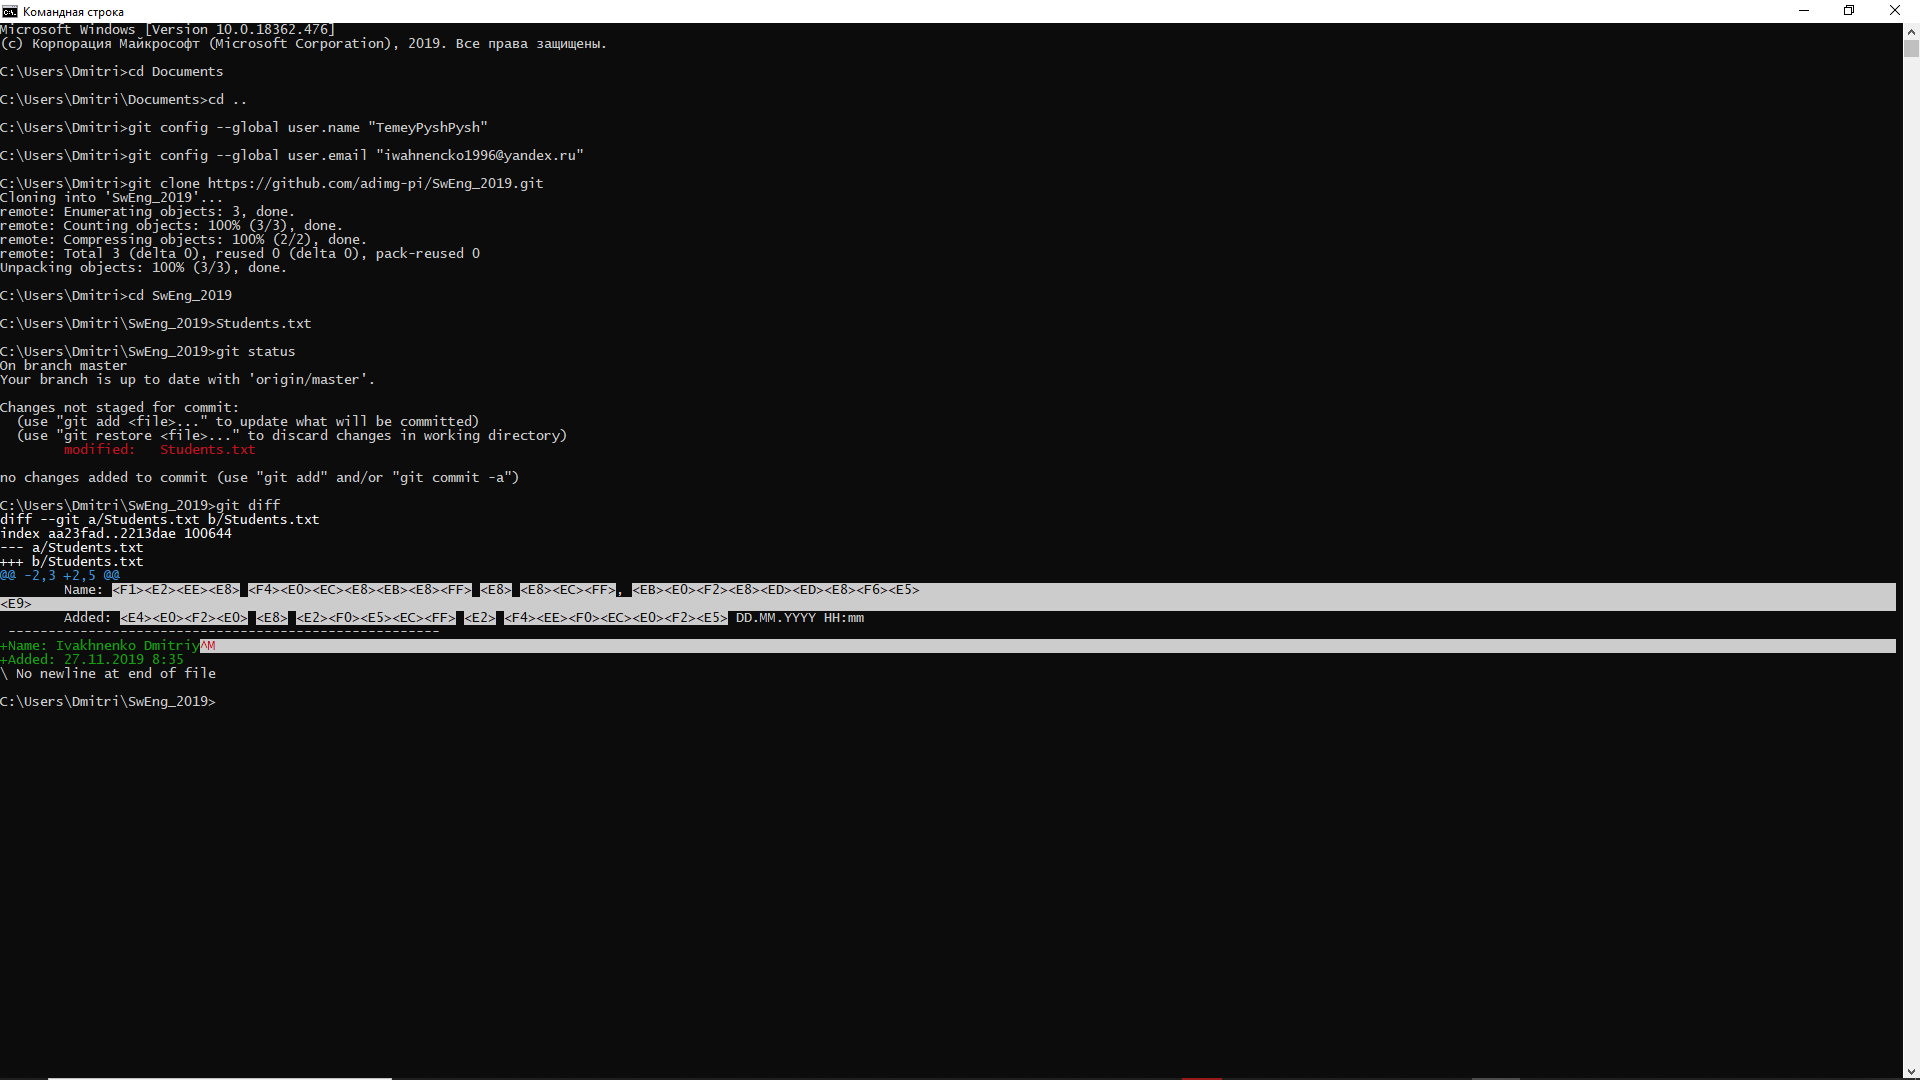 Командная строка
Microsoft Windows [Version 10.0.18362.476]
(c) Корпорация Майкрософт (Microsoft Corporation), 2019. Все права защищены.
C:\Users\Dmitri>cd Documents
C:\Users\Dmitri\Documents>cd ..
C:\Users\Dmitri>git config --global user.name "TemeyPyshPysh"
C:\Users\Dmitri>git config --global user.email "iwahnencko1996@yandex.ru"
C:\Users\Dmitri>git clone https://github.com/adimg-pi/SwEng_2019.git
Cloning into 'SwEng_2019'...
remote: Enumerating objects: 3, done.
remote: Counting objects: 100% (3/3), done.
remote: Compressing objects: 100% (2/2), done.
remote: Total 3 (delta 0), reused 0 (delta 0), pack-reused 0
Unpacking objects: 100% (3/3), done.
C:\Users\Dmitri>cd SwEng_2019
C:\Users\Dmitri\SwEng_2019>Students.txt
C:\Users\Dmitri\SwEng_2019>git status
On branch master
Your branch is up to date with 'origin/master'.
Changes not staged for commit:
  (use "git add <file>..." to update what will be committed)
  (use "git restore <file>..." to discard changes in working directory)
        modified:   Students.txt
no changes added to commit (use "git add" and/or "git commit -a")
C:\Users\Dmitri\SwEng_2019>git diff
diff --git a/Students.txt b/Students.txt
index aa23fad..2213dae 100644
--- a/Students.txt
+++ b/Students.txt
@@ -2,3 +2,5 @@
        Name: <F1><E2><EE><E8> <F4><E0><EC><E8><EB><E8><FF> <E8> <E8><EC><FF>, <EB><E0><F2><E8><ED><ED><E8><F6><E5>
<E9>
        Added: <E4><E0><F2><E0> <E8> <E2><F0><E5><EC><FF> <E2> <F4><EE><F0><EC><E0><F2><E5> DD.MM.YYYY HH:mm
 ------------------------------------------------------
+Name: Ivakhnenko Dmitriy^M
+Added: 27.11.2019 8:35
\ No newline at end of file
C:\Users\Dmitri\SwEng_2019>